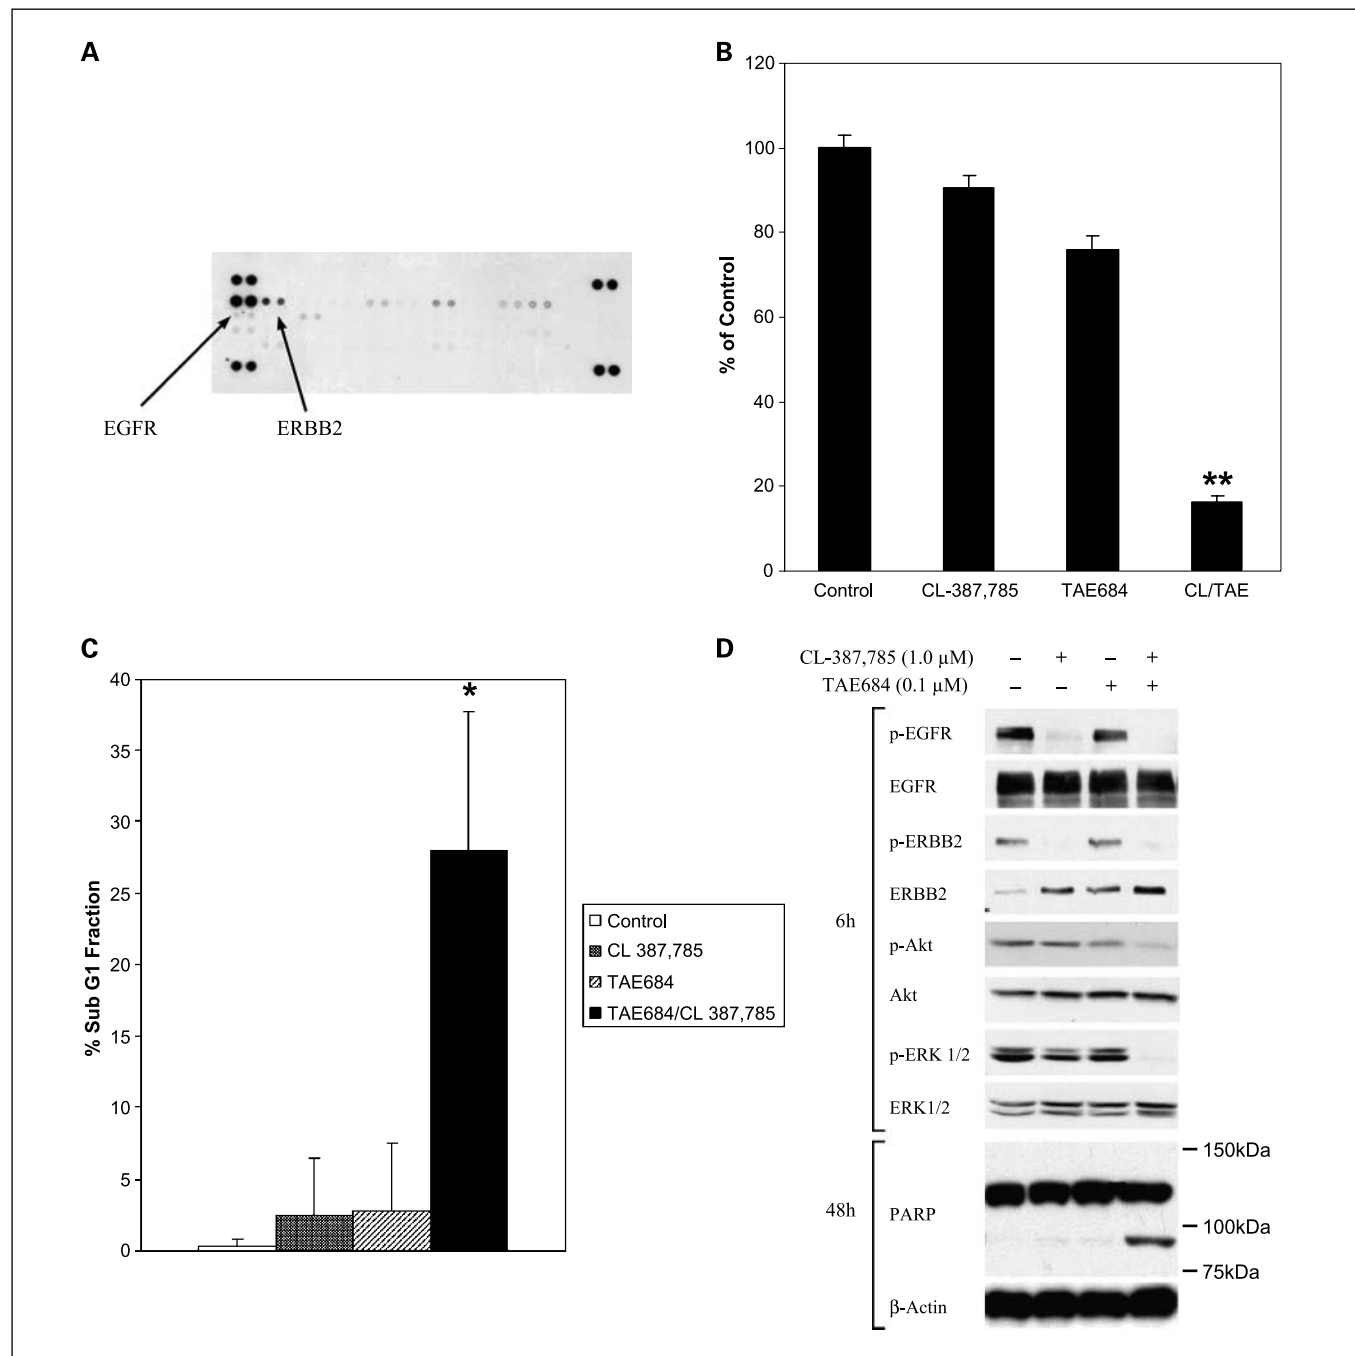 A
EGFR
ERBB2
B
120
100
80
60
40
20
0
% of Control
**
Control
CL-387,785
TAE684
CL/TAE
C
40
35
30
25
20
15
10
5
0
% Sub G1 Fraction
*
Control
CL 387,785
TAE684
TAE684/CL 387,785
D
CL-387,785 (1.0 µM) – + – +
TAE684 (0.1 µM) – – + +
6h
p-EGFR
EGFR
p-ERBB2
ERBB2
p-Akt
Akt
p-ERK 1/2
ERK1/2
48h
PARP
150kDa
100kDa
75kDa
β-Actin